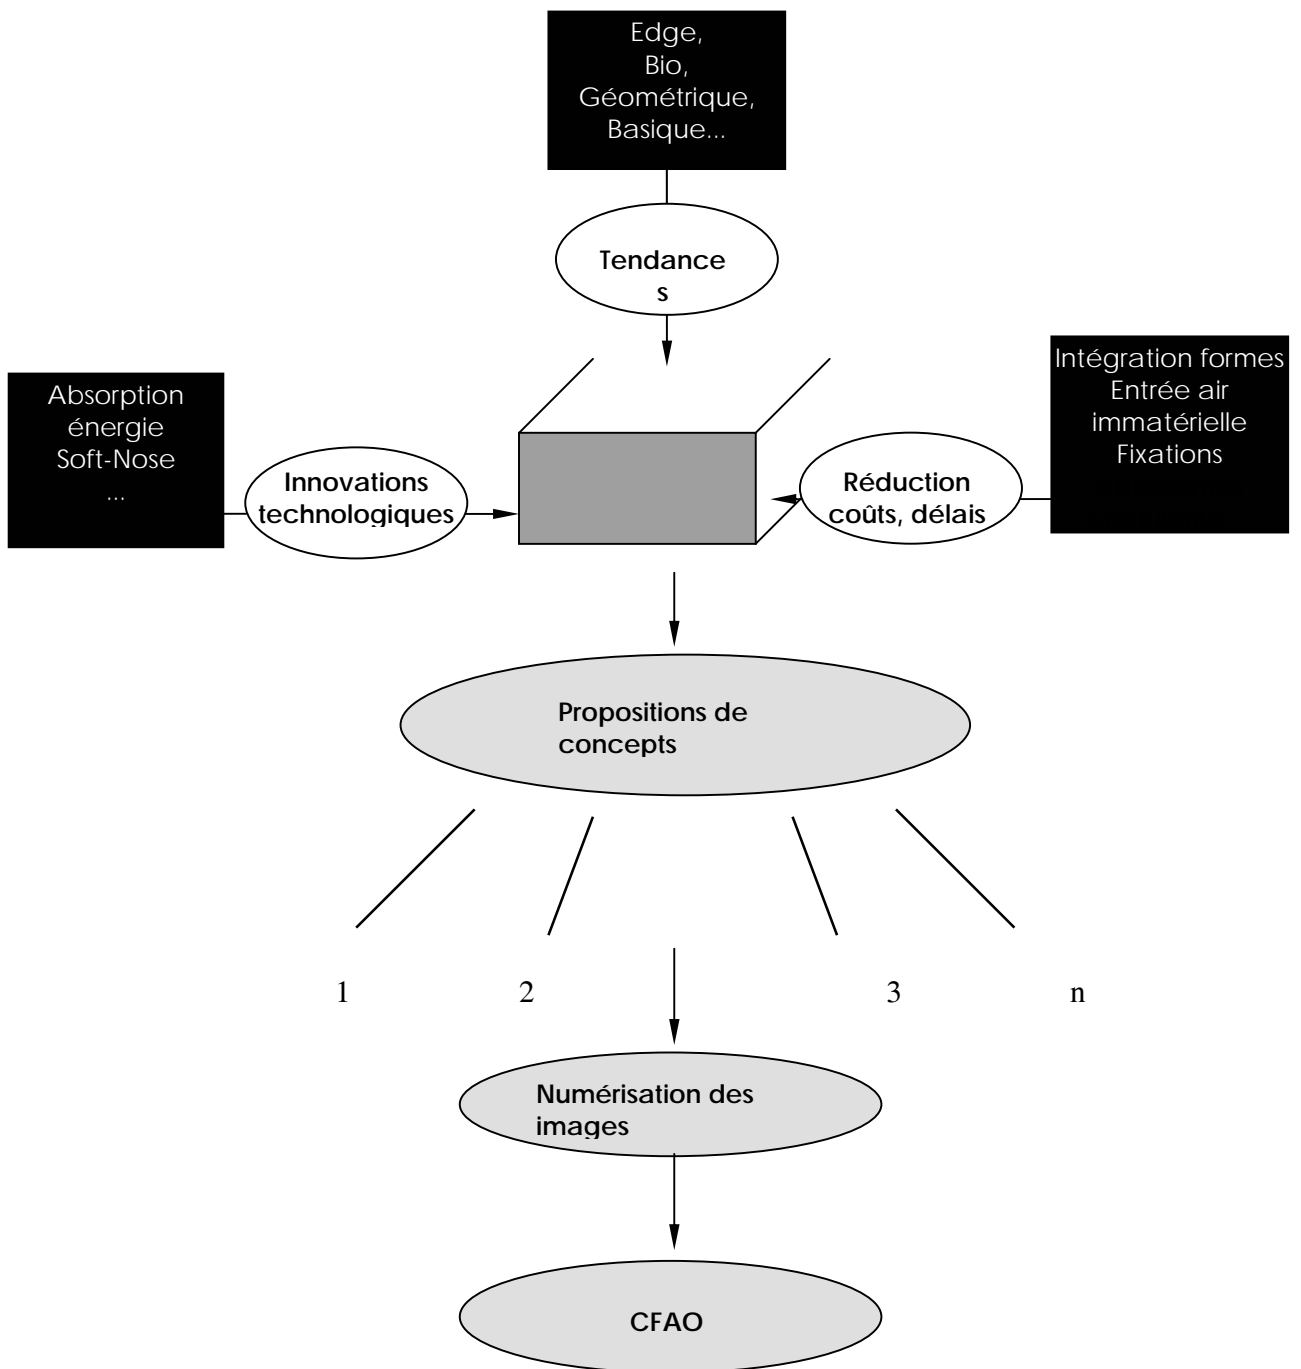 Edge,
Bio,
Géométrique,
Basique...
Tendance
s
Absorption
énergie
Soft-Nose
...
Innovations
technologiques
Réduction
coûts, délais
Intégration formes
Entrée air
immatérielle
Fixations
Propositions de
concepts
1 2 3 n
Numérisation des
images
CFAO